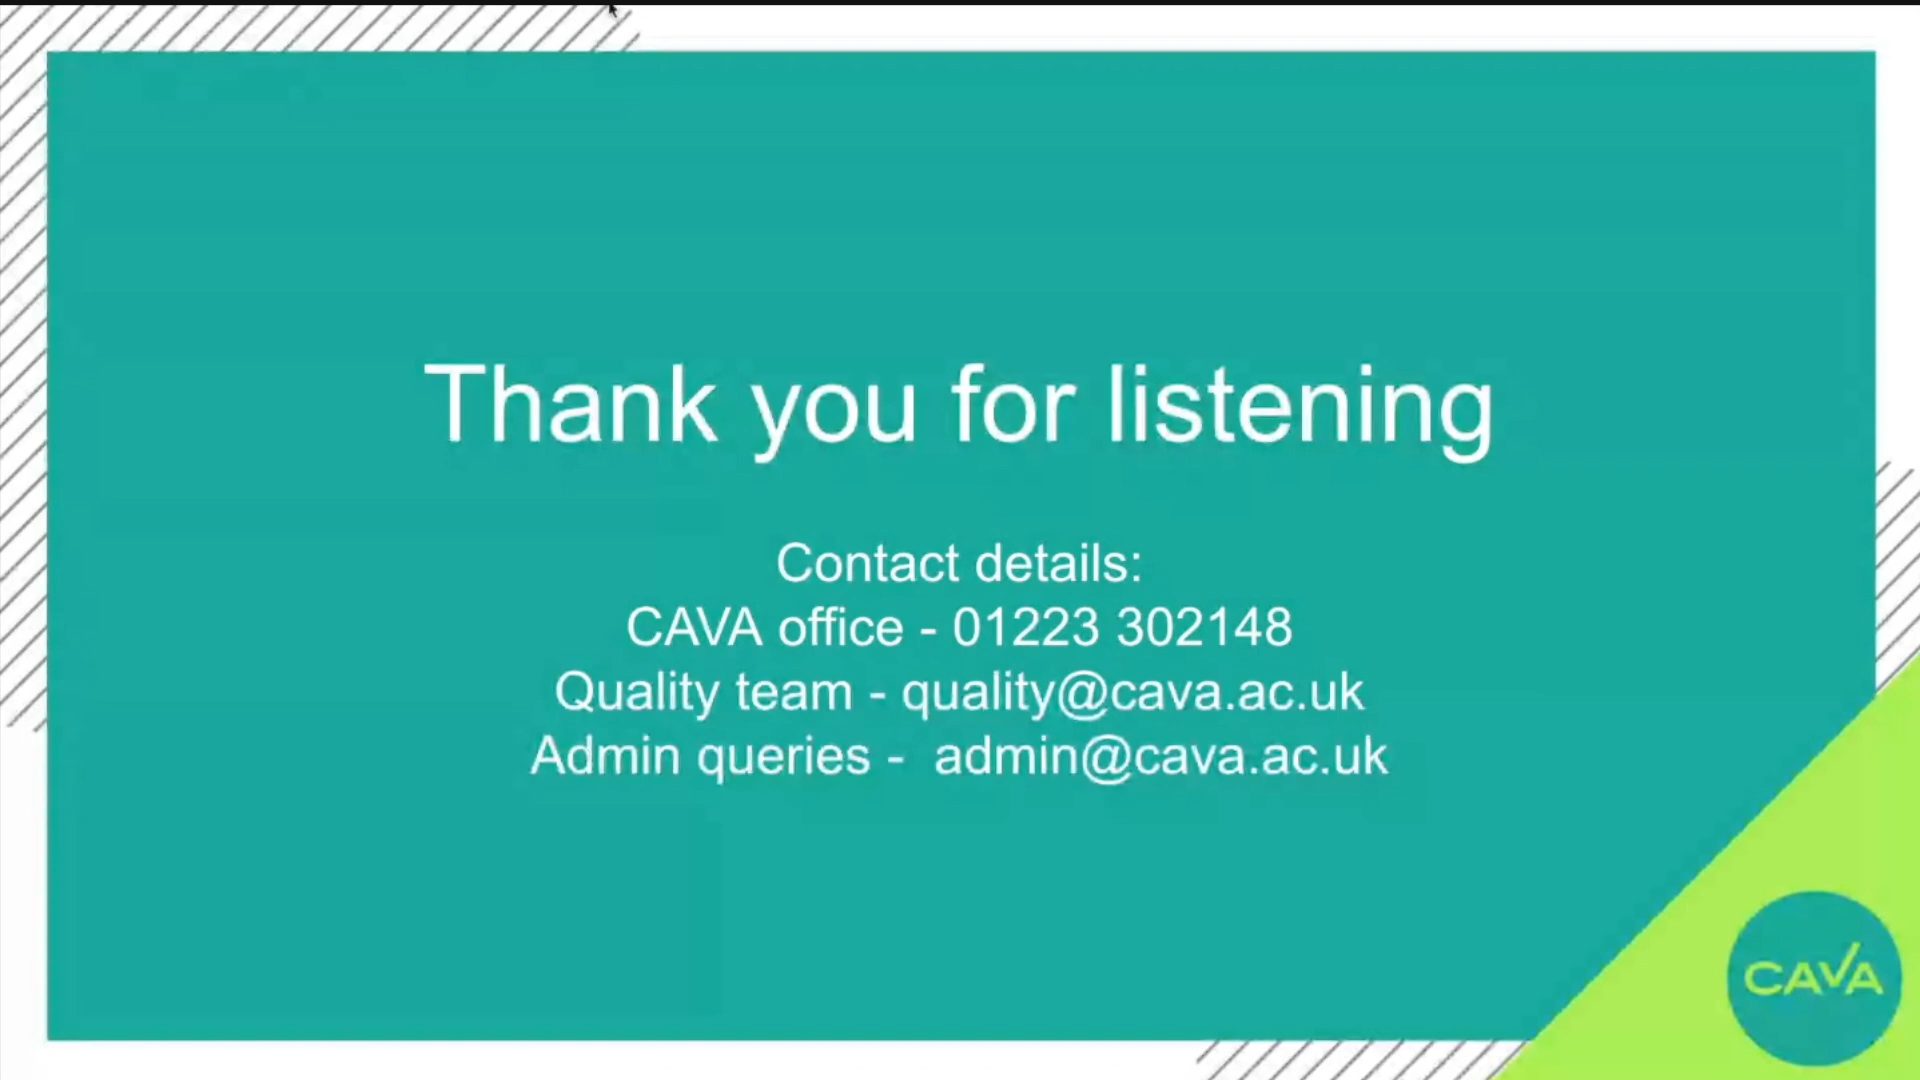 Thank you for listening
Contact details:
CAVA office - 01223 302148
Quality team - quality@cava.ac.uk
Admin queries -  admin@cava.ac.uk
CAVA